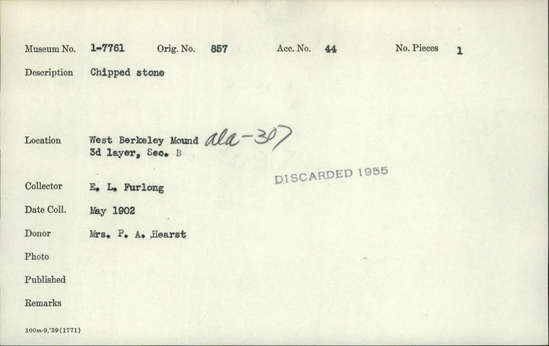 Museum No. 1-7761 Orig. No. 857 Acc. No. 44 No. Pieces 1
Description Chipped stone
Location West Berkeley Mound ala-307
3d layer, Sec. B
DISCARDED 1955
Collector E. L. Furlong
Date Coll. May 1902
Donor Mrs. P. A. Hearst
Photo
Published
Remarks
100m-9,'39(1771)